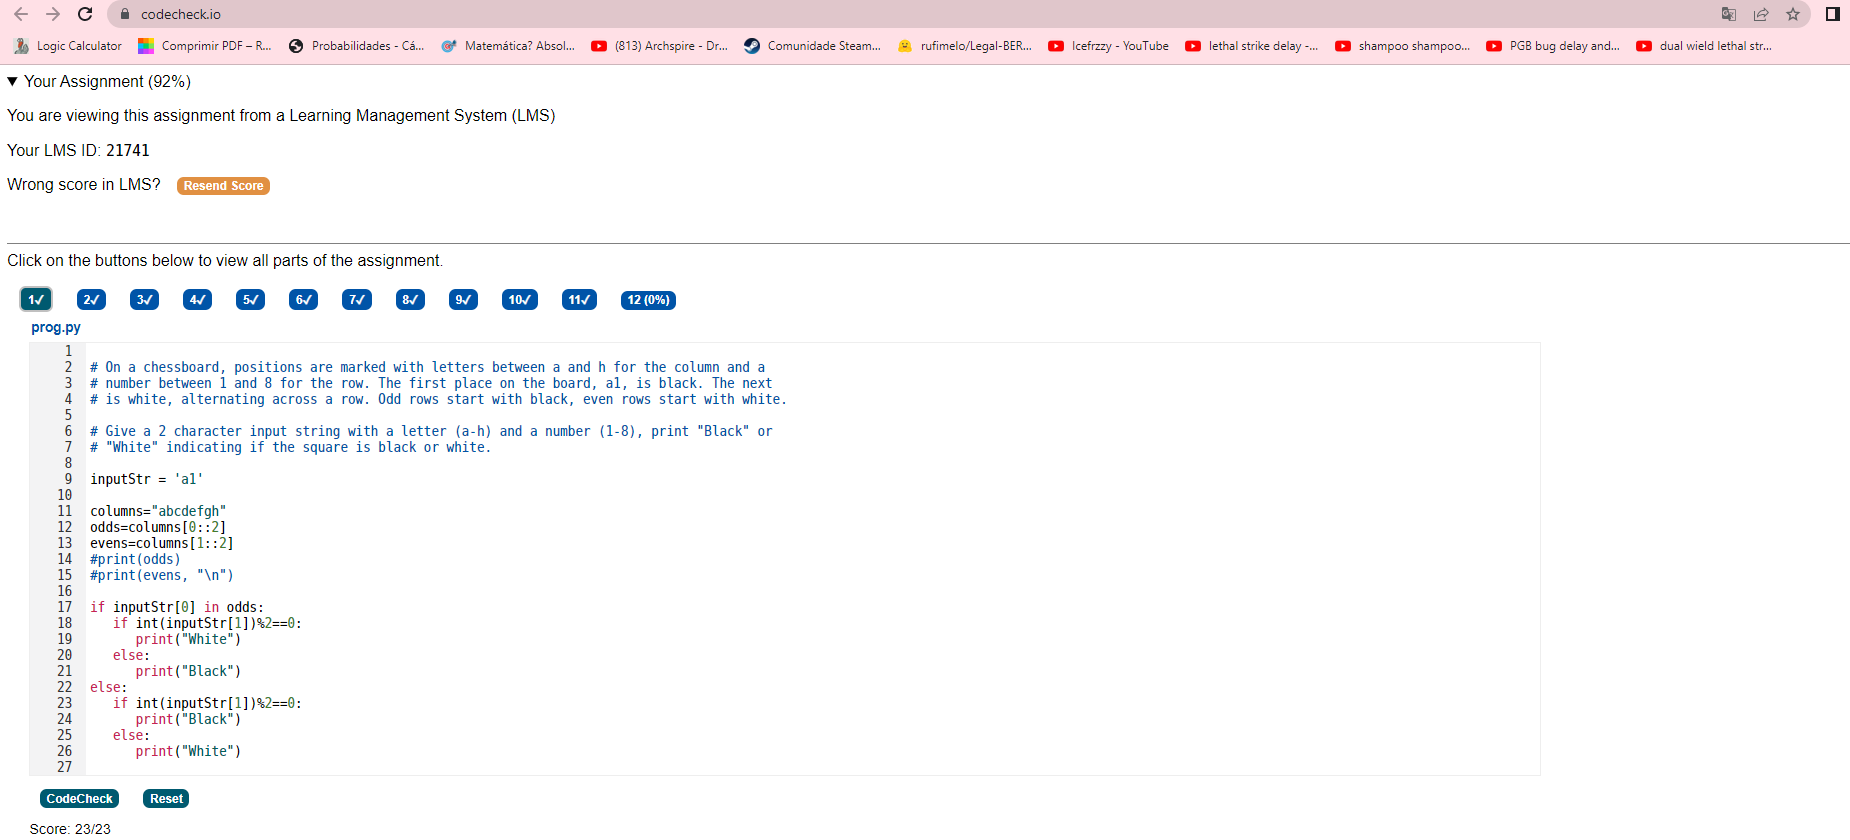 codecheck.io
Logic Calculator Comprimir PDF – R... Probabilidades - Cá... Matemática? Absol... (813) Archspire - Dr... Comunidade Steam... rufimelo/Legal-BER... Icefrzzy - YouTube lethal strike delay -... shampoo shampoo... PGB bug delay and... dual wield lethal str...
▼ Your Assignment (92%)
You are viewing this assignment from a Learning Management System (LMS)
Your LMS ID: 21741
Wrong score in LMS? Resend Score
Click on the buttons below to view all parts of the assignment.
1✓ 2✓ 3✓ 4✓ 5✓ 6✓ 7✓ 8✓ 9✓ 10✓ 11✓ 12 (0%)
prog.py
1
2 # On a chessboard, positions are marked with letters between a and h for the column and a
3 # number between 1 and 8 for the row. The first place on the board, a1, is black. The next
4 # is white, alternating across a row. Odd rows start with black, even rows start with white.
5
6 # Give a 2 character input string with a letter (a-h) and a number (1-8), print "Black" or
7 # "White" indicating if the square is black or white.
8
9 inputStr = 'a1'
10
11 columns="abcdefgh"
12 odds=columns[0::2]
13 evens=columns[1::2]
14 #print(odds)
15 #print(evens, "\n")
16
17 if inputStr[0] in odds:
18    if int(inputStr[1])%2==0:
19       print("White")
20    else:
21       print("Black")
22 else:
23    if int(inputStr[1])%2==0:
24       print("Black")
25    else:
26       print("White")
27
CodeCheck Reset
Score: 23/23